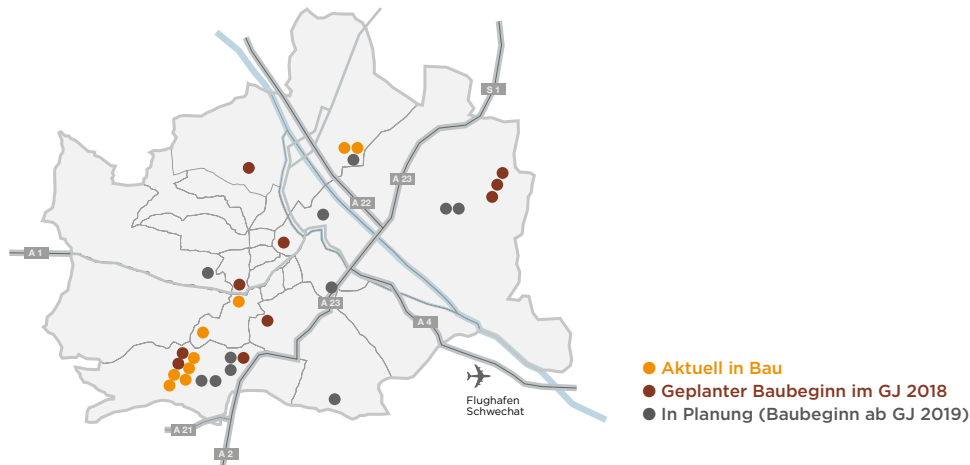 S 1
A 23
A 22
A 1
A 23
A 4
Flughafen
Schwechat
A 21
A 2
Aktuell in Bau
Geplanter Baubeginn im GJ 2018
In Planung (Baubeginn ab GJ 2019)